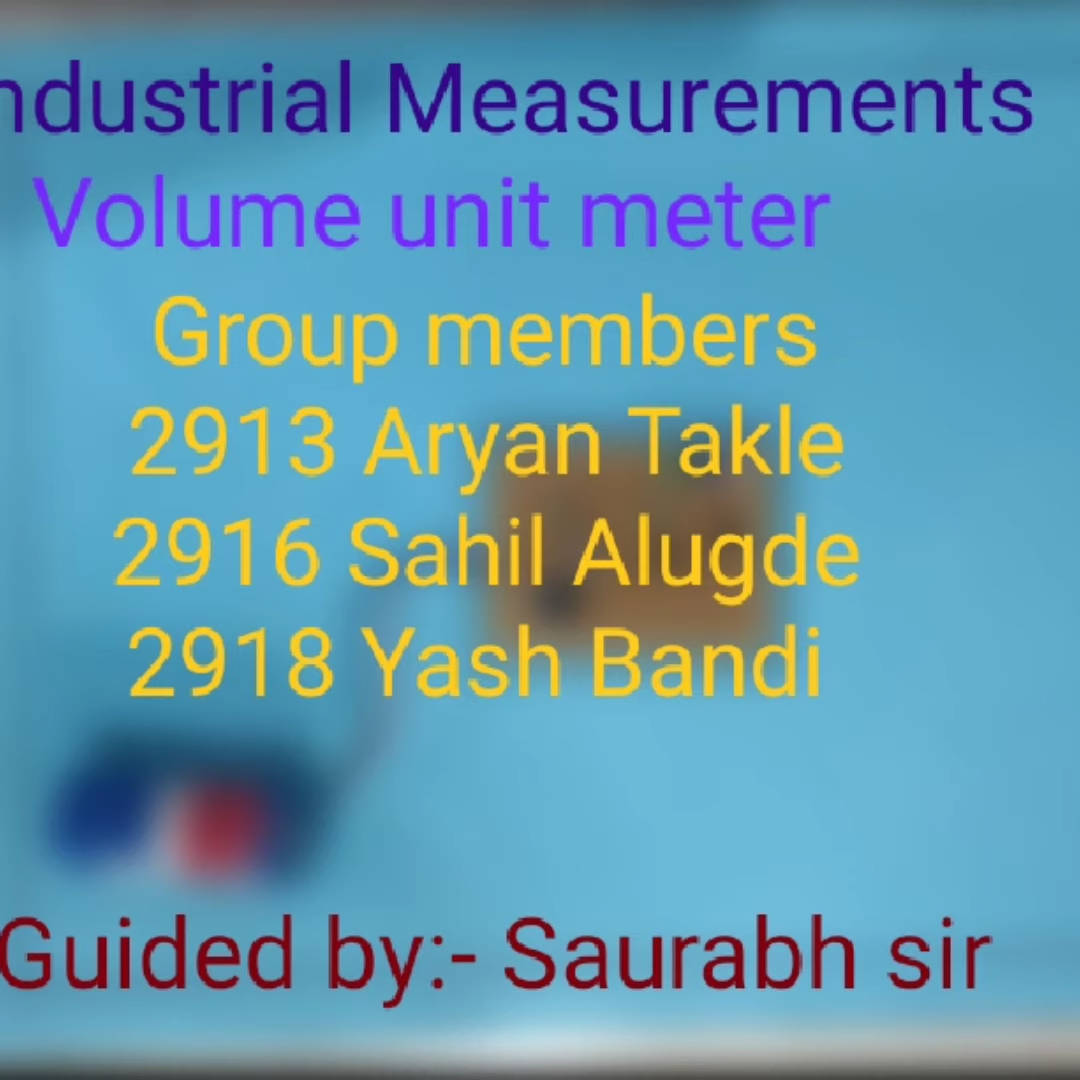 ndustrial Measurements
Volume unit meter
Group members
2913 Aryan Takle
2916 Sahil Alugde
2918 Yash Bandi
Guided by:- Saurabh sir